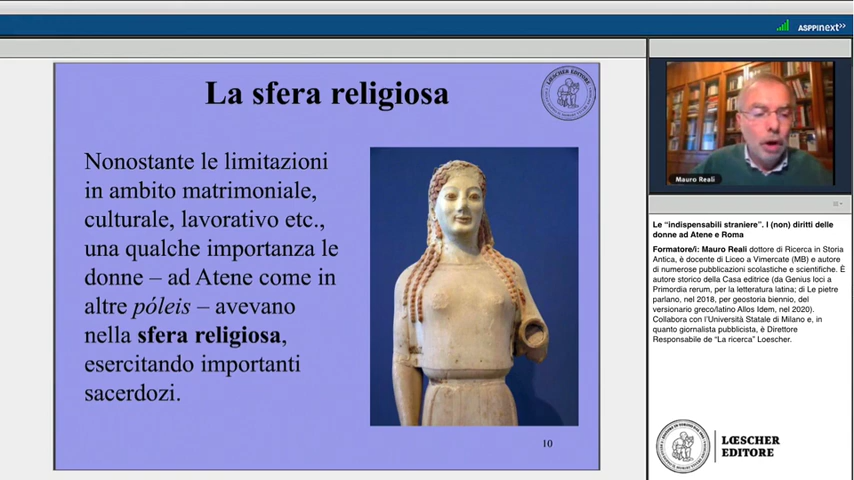 ASPPInext>>
La sfera religiosa
Nonostante le limitazioni
in ambito matrimoniale,
culturale, lavorativo etc.,
una qualche importanza le
donne – ad Atene come in
altre póleis – avevano
nella sfera religiosa,
esercitando importanti
sacerdozi.
10
Mauro Reali
Le “indispensabili straniere”. I (non) diritti delle
donne ad Atene e Roma
Formatore/i: Mauro Reali dottore di Ricerca in Storia
Antica, è docente di Liceo a Vimercate (MB) e autore
di numerose pubblicazioni scolastiche e scientifiche. È
autore storico della Casa editrice (da Genius loci a
Primordia rerum, per la letteratura latina; di Le pietre
parlano, nel 2018, per geostoria biennio, del
versionario greco/latino Allos Idem, nel 2020).
Collabora con l’Università Statale di Milano e, in
quanto giornalista pubblicista, è Direttore
Responsabile de “La ricerca” Loescher.
LŒSCHER
EDITORE